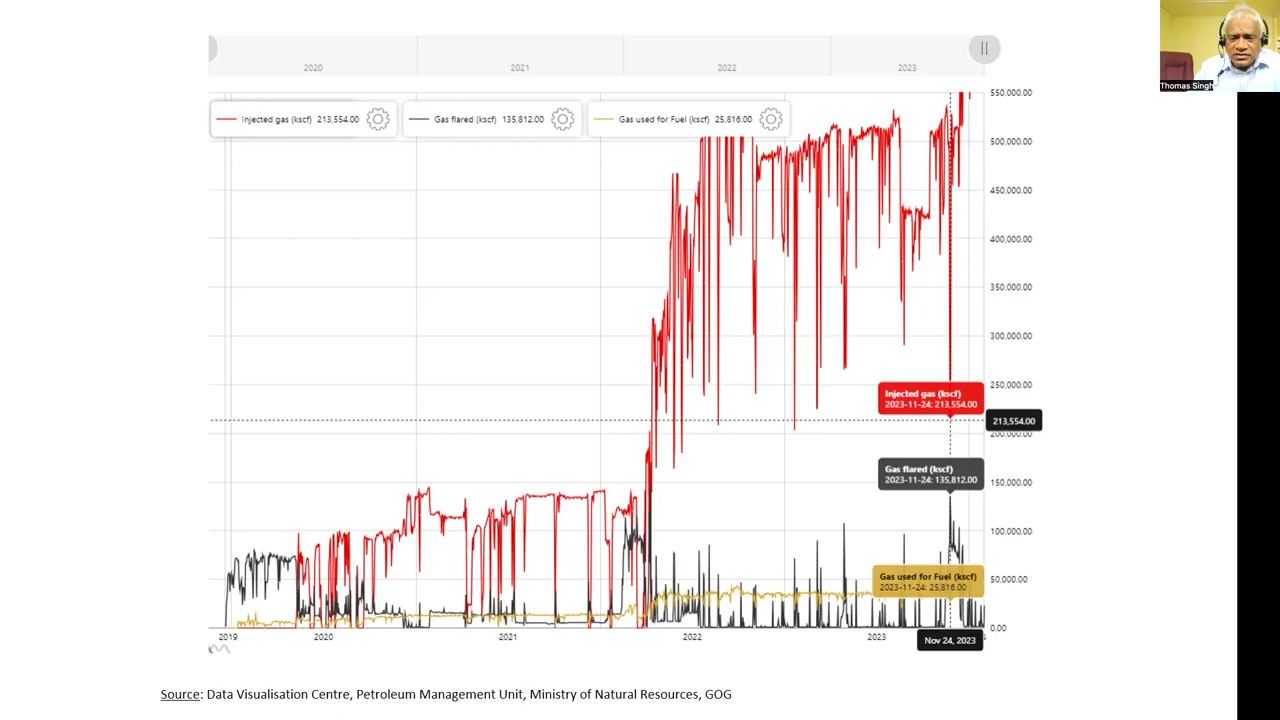 2020 2021 2022 2023
Injected gas (kscf) 213,554.00 Gas flared (kscf) 135,812.00 Gas used for Fuel (kscf) 25,816.00
550,000.00
500,000.00
450,000.00
400,000.00
350,000.00
300,000.00
250,000.00
Injected gas (kscf)
2023-11-24: 213,554.00
213,554.00
200,000.00
Gas flared (kscf)
2023-11-24: 135,812.00
150,000.00
100,000.00
Gas used for Fuel (kscf)
2023-11-24: 25,816.00
50,000.00
0.00
2019 2020 2021 2022 2023
Nov 24, 2023
Source: Data Visualisation Centre, Petroleum Management Unit, Ministry of Natural Resources, GOG
Thomas Singh